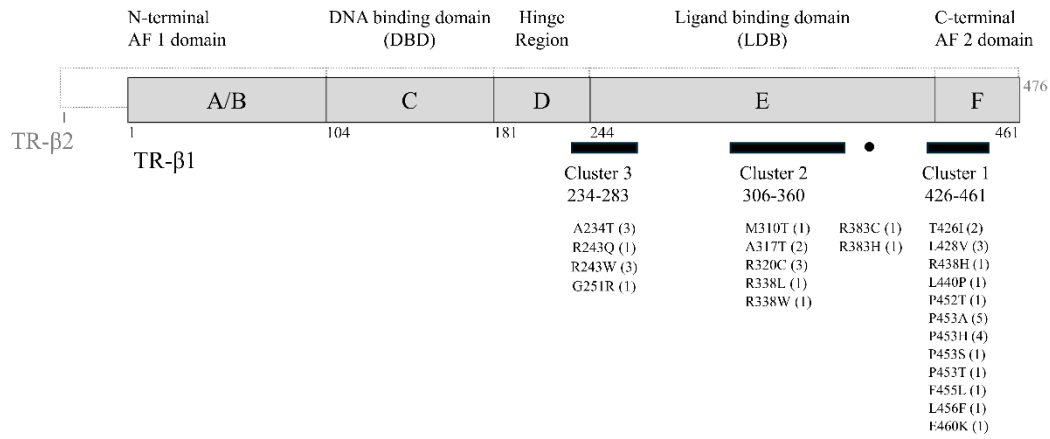 N-terminal
AF 1 domain
DNA binding domain
(DBD)
Hinge
Region
Ligand binding domain
(LDB)
C-terminal
AF 2 domain
476
A/B
C
D
E
F
TR-β2
1
104
181
244
461
TR-β1
Cluster 3
234-283
A234T (3)
R243Q (1)
R243W (3)
G251R (1)
Cluster 2
306-360
M310T (1)
A317T (2)
R320C (3)
R338L (1)
R338W (1)
R383C (1)
R383H (1)
Cluster 1
426-461
T426I (2)
L428V (3)
R438H (1)
L440P (1)
P452T (1)
P453A (5)
P453H (4)
P453S (1)
P453T (1)
F455L (1)
L456F (1)
E460K (1)